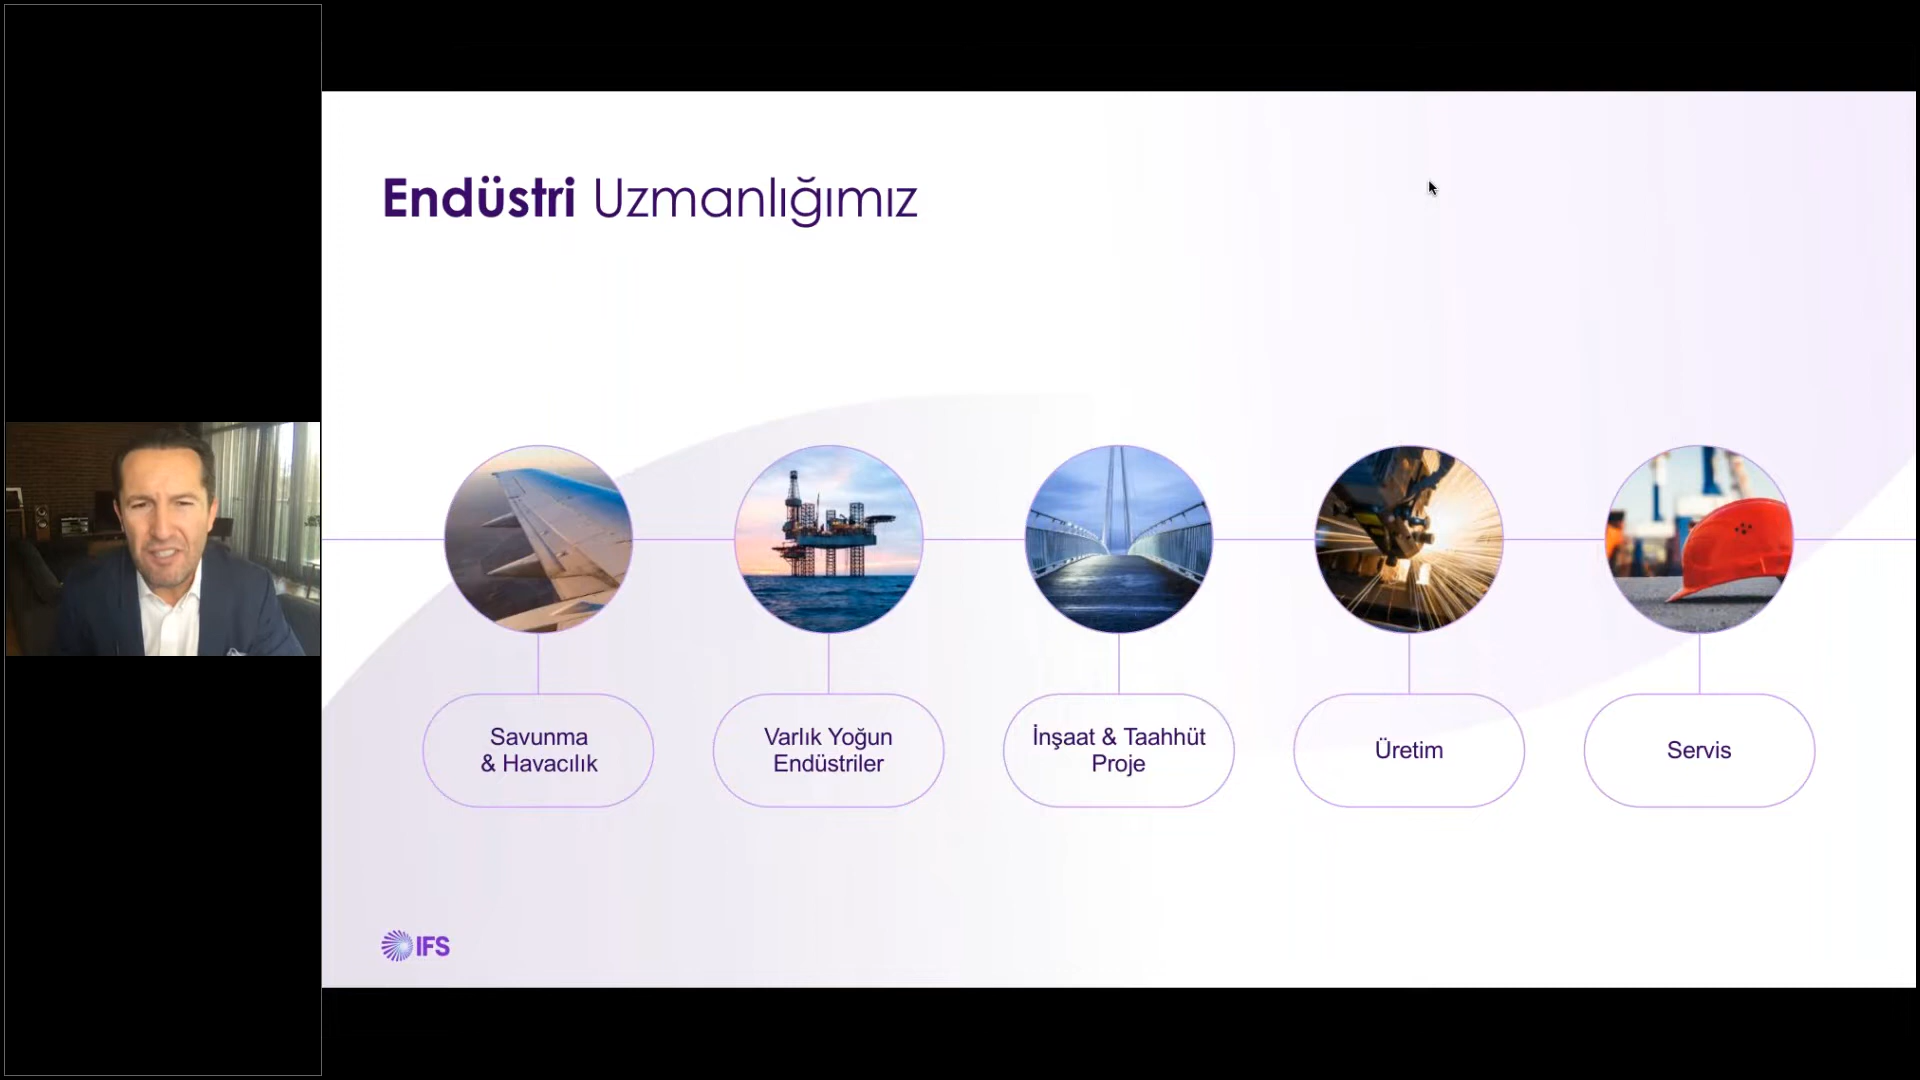 Endüstri Uzmanlığımız
Savunma
& Havacılık
Varlık Yoğun
Endüstriler
İnşaat & Taahhüt
Proje
Üretim
Servis
IFS